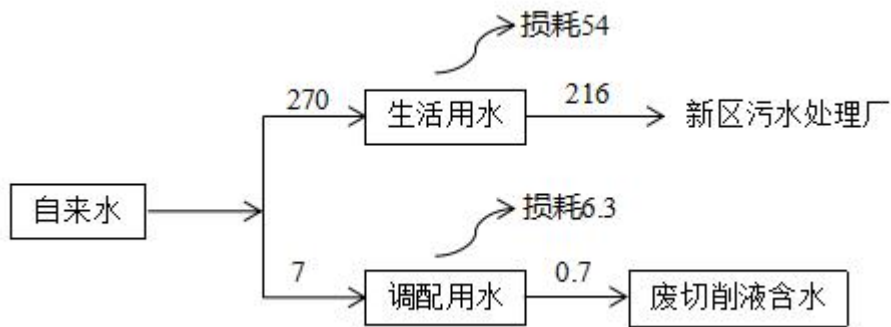 损耗54
270
生活用水
216
新区污水处理厂
自来水
损耗6.3
7
调配用水
0.7
废切削液含水